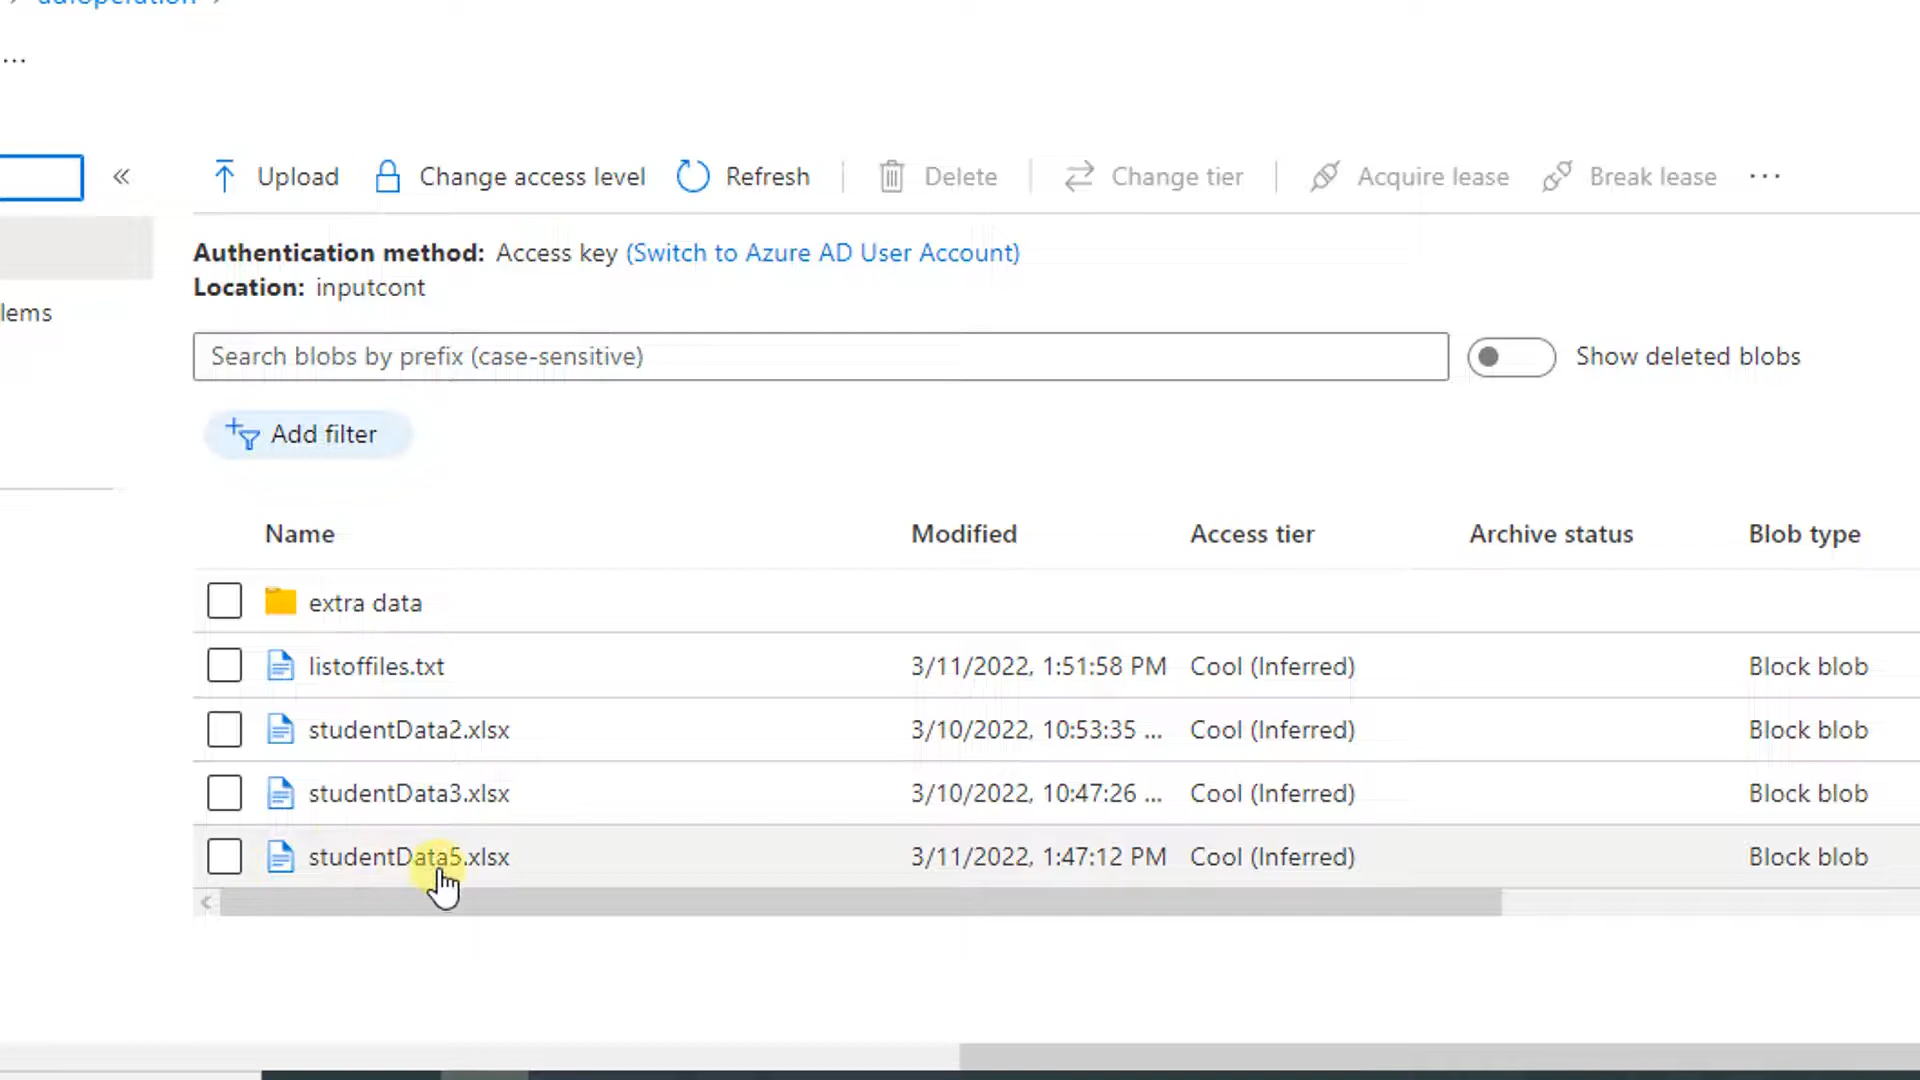 ...
« Upload Change access level Refresh Delete Change tier Acquire lease Break lease ...
Authentication method: Access key (Switch to Azure AD User Account)
Location: inputcont
lems
Search blobs by prefix (case-sensitive) Show deleted blobs
Add filter
Name Modified Access tier Archive status Blob type
extra data
listoffiles.txt 3/11/2022, 1:51:58 PM Cool (Inferred) Block blob
studentData2.xlsx 3/10/2022, 10:53:35 ... Cool (Inferred) Block blob
studentData3.xlsx 3/10/2022, 10:47:26 ... Cool (Inferred) Block blob
studentData5.xlsx 3/11/2022, 1:47:12 PM Cool (Inferred) Block blob